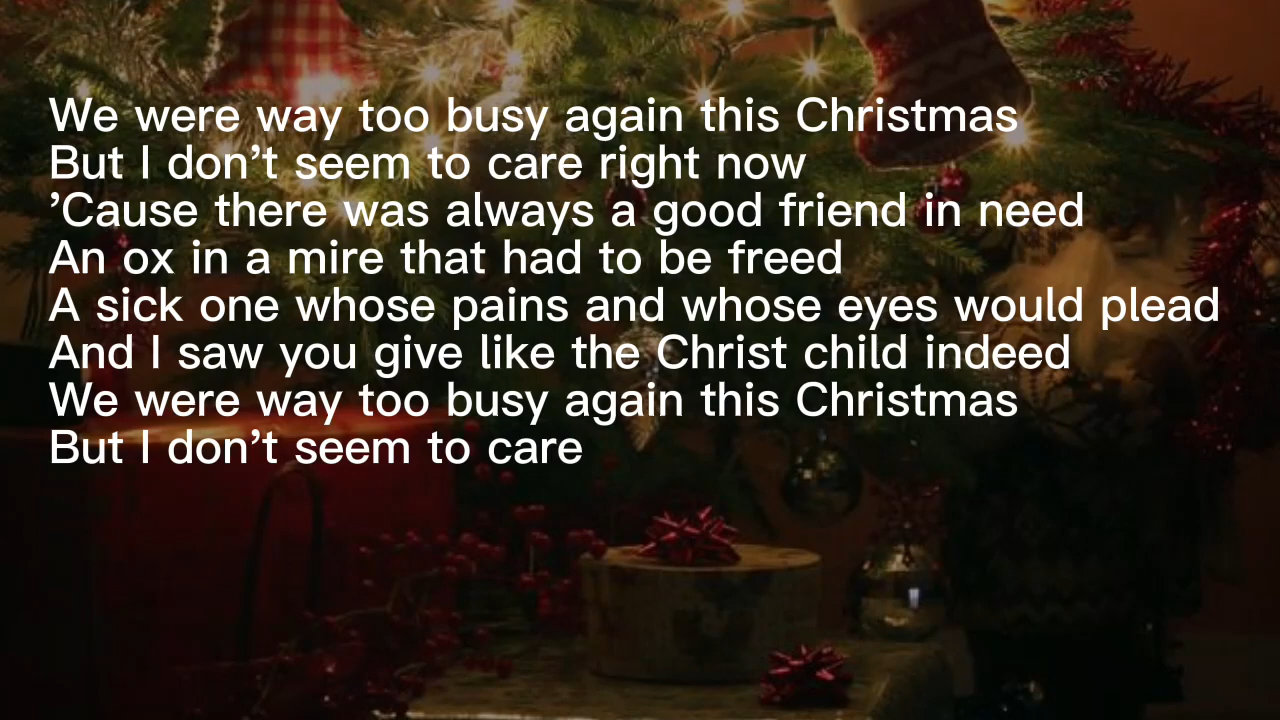 We were way too busy again this Christmas
But I don’t seem to care right now
’Cause there was always a good friend in need
An ox in a mire that had to be freed
A sick one whose pains and whose eyes would plead
And I saw you give like the Christ child indeed
We were way too busy again this Christmas
But I don’t seem to care